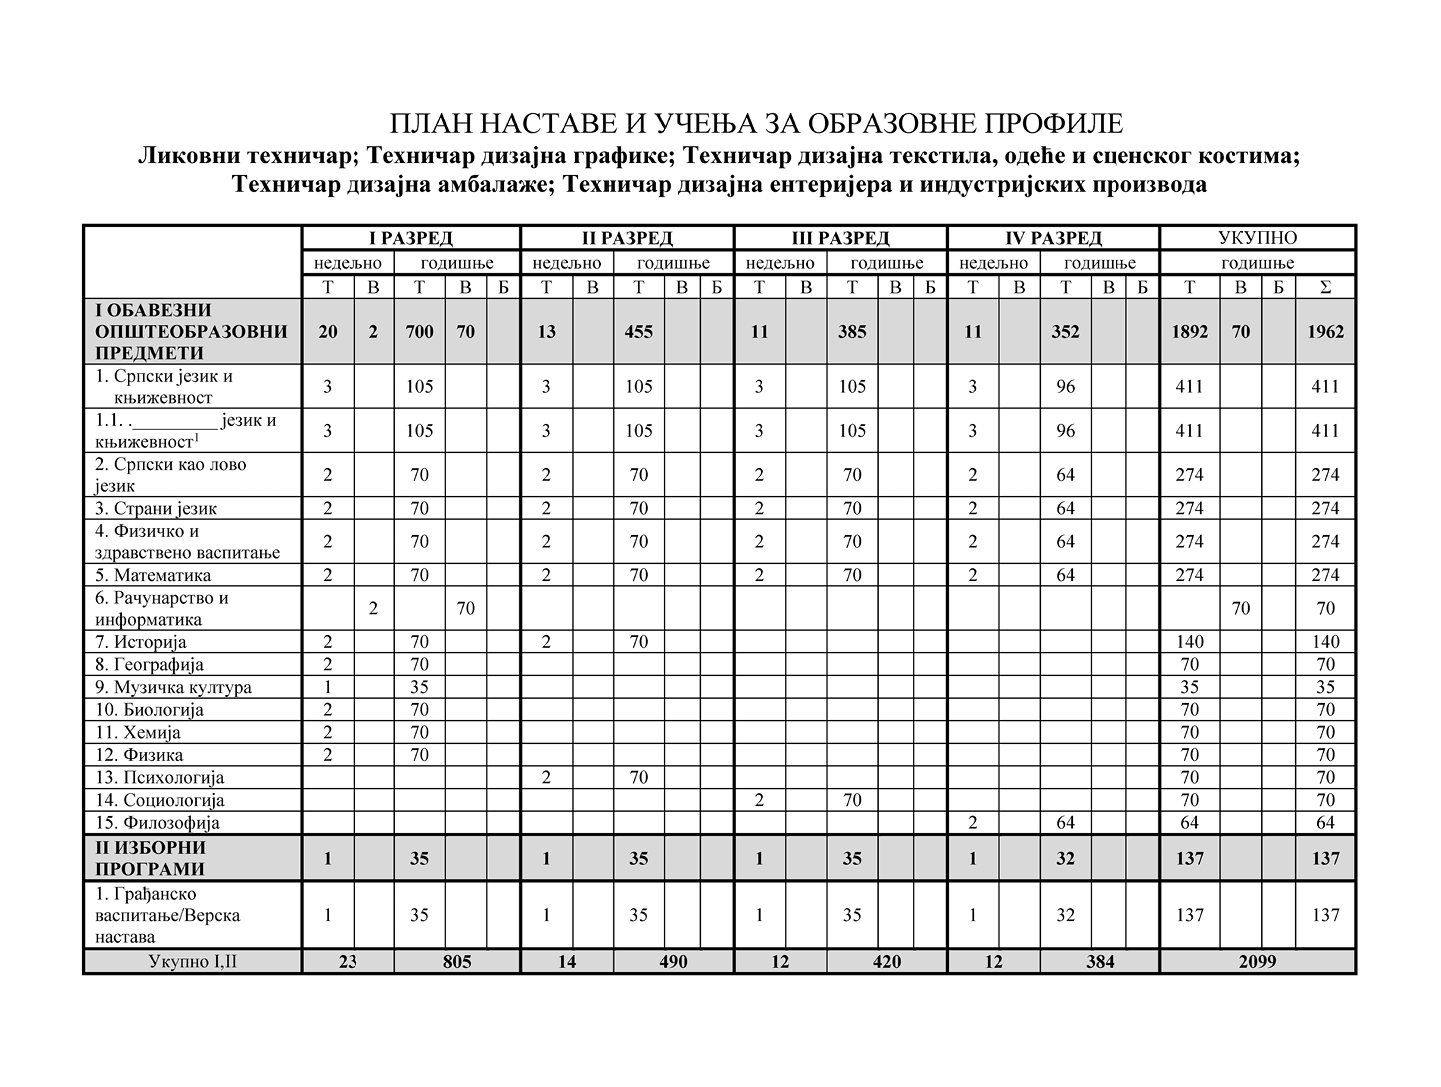 ПЛАН НАСТАВЕ И УЧЕЊА ЗА ОБРАЗОВНЕ ПРОФИЛЕ
Ликовни техничар; Техничар дизајна графике; Техничар дизајна текстила, одеће и сценског костима;
Техничар дизајна амбалаже; Техничар дизајна ентеријера и индустријских производа
I РАЗРЕД II РАЗРЕД III РАЗРЕД IV РАЗРЕД УКУПНО
недељно годишње недељно годишње недељно годишње недељно годишње годишње
Т В Т В Б Т В Т В Б Т В Т В Б Т В Т В Б Т В Б Σ
I ОБАВЕЗНИ
ОПШТЕОБРАЗОВНИ
ПРЕДМЕТИ
20 2 700 70 13 455 11 385 11 352 1892 70 1962
1. Српски језик и
књижевност
3 105 3 105 3 105 3 96 411 411
1.1. .__________ језик и
књижевност¹
3 105 3 105 3 105 3 96 411 411
2. Српски као лово
језик
2 70 2 70 2 70 2 64 274 274
3. Страни језик 2 70 2 70 2 70 2 64 274 274
4. Физичко и
здравствено васпитање
2 70 2 70 2 70 2 64 274 274
5. Математика 2 70 2 70 2 70 2 64 274 274
6. Рачунарство и
информатика
2 70 70 70
7. Историја 2 70 2 70 140 140
8. Географија 2 70 70 70
9. Музичка култура 1 35 35 35
10. Биологија 2 70 70 70
11. Хемија 2 70 70 70
12. Физика 2 70 70 70
13. Психологија 2 70 70 70
14. Социологија 2 70 70 70
15. Филозофија 2 64 64 64
II ИЗБОРНИ
ПРОГРАМИ
1 35 1 35 1 35 1 32 137 137
1. Грађанско
васпитање/Верска
настава
1 35 1 35 1 35 1 32 137 137
Укупно I,II 23 805 14 490 12 420 12 384 2099